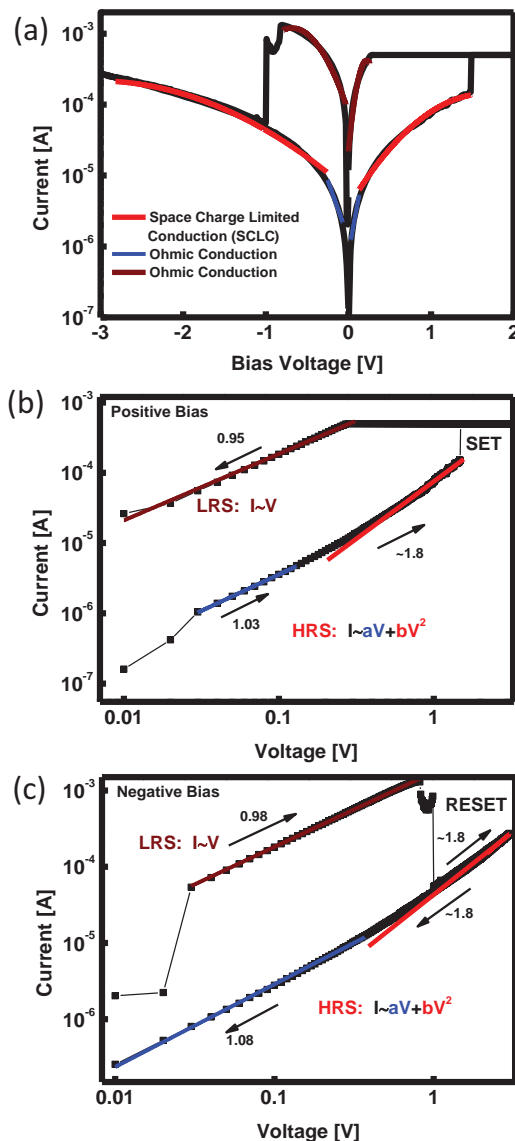 (a)
10⁻³
10⁻⁴
10⁻⁵
10⁻⁶
10⁻⁷
Current [A]
Space Charge Limited
Conduction (SCLC)
Ohmic Conduction
Ohmic Conduction
-3 -2 -1 0 1 2
Bias Voltage [V]
(b)
10⁻³
10⁻⁴
10⁻⁵
10⁻⁶
10⁻⁷
Current [A]
Positive Bias
0.95
SET
LRS: I~V
~1.8
1.03
HRS: I~aV+bV²
0.01 0.1 1
Voltage [V]
(c)
10⁻³
10⁻⁴
10⁻⁵
10⁻⁶
Current [A]
Negative Bias
0.98
RESET
LRS: I~V
~1.8
~1.8
HRS: I~aV+bV²
1.08
0.01 0.1 1
Voltage [V]